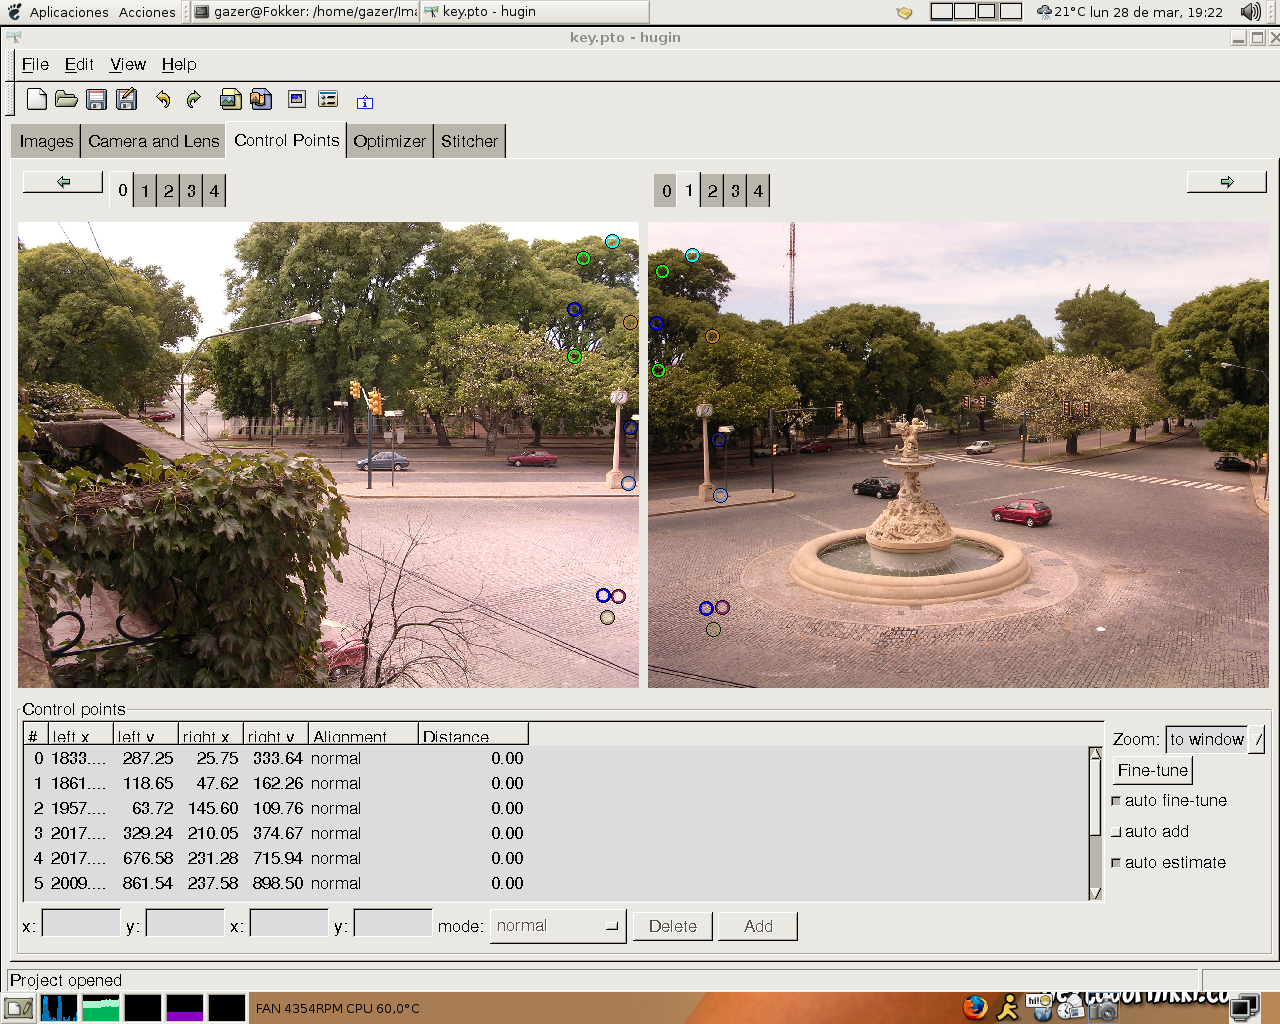 Aplicaciones Acciones gazer@Fokker: /home/gazer/Im key.pto - hugin 21°C lun 28 de mar, 19:22
key.pto - hugin
File Edit View Help
Images Camera and Lens Control Points Optimizer Stitcher
0 1 2 3 4 0 1 2 3 4
Control points
# left x left y right x right y Alignment Distance
0 1833.... 287.25 25.75 333.64 normal 0.00
1 1861.... 118.65 47.62 162.26 normal 0.00
2 1957.... 63.72 145.60 109.76 normal 0.00
3 2017.... 329.24 210.05 374.67 normal 0.00
4 2017.... 676.58 231.28 715.94 normal 0.00
5 2009.... 861.54 237.58 898.50 normal 0.00
Zoom: to window
Fine-tune
auto fine-tune
auto add
auto estimate
x: y: x: y: mode: normal Delete Add
Project opened
FAN 4354RPM CPU 60,0°C
hi!